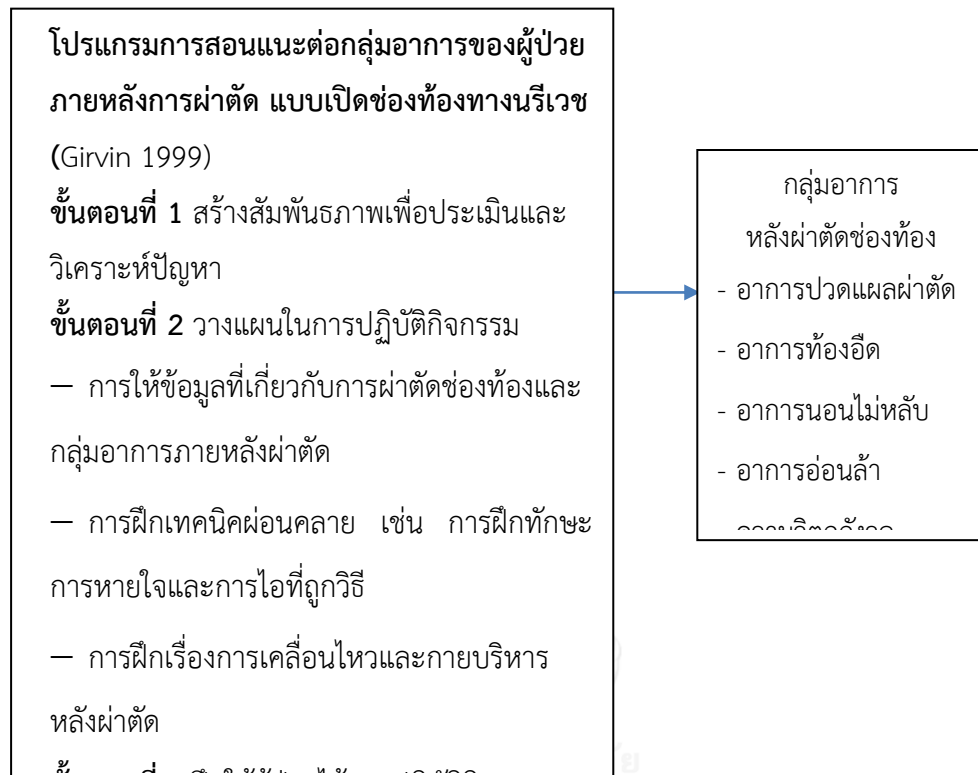 โปรแกรมการสอนแนะต่อกลุ่มอาการของผู้ป่วย
ภายหลังการผ่าตัด แบบเปิดช่องท้องทางนรีเวช
(Girvin 1999)
ขั้นตอนที่ 1 สร้างสัมพันธภาพเพื่อประเมินและ
วิเคราะห์ปัญหา
ขั้นตอนที่ 2 วางแผนในการปฏิบัติกิจกรรม
— การให้ข้อมูลที่เกี่ยวกับการผ่าตัดช่องท้องและ
กลุ่มอาการภายหลังผ่าตัด
— การฝึกเทคนิคผ่อนคลาย เช่น การฝึกทักษะ
การหายใจและการไอที่ถูกวิธี
— การฝึกเรื่องการเคลื่อนไหวและกายบริหาร
หลังผ่าตัด
กลุ่มอาการ
หลังผ่าตัดช่องท้อง
- อาการปวดแผลผ่าตัด
- อาการท้องอืด
- อาการนอนไม่หลับ
- อาการอ่อนล้า